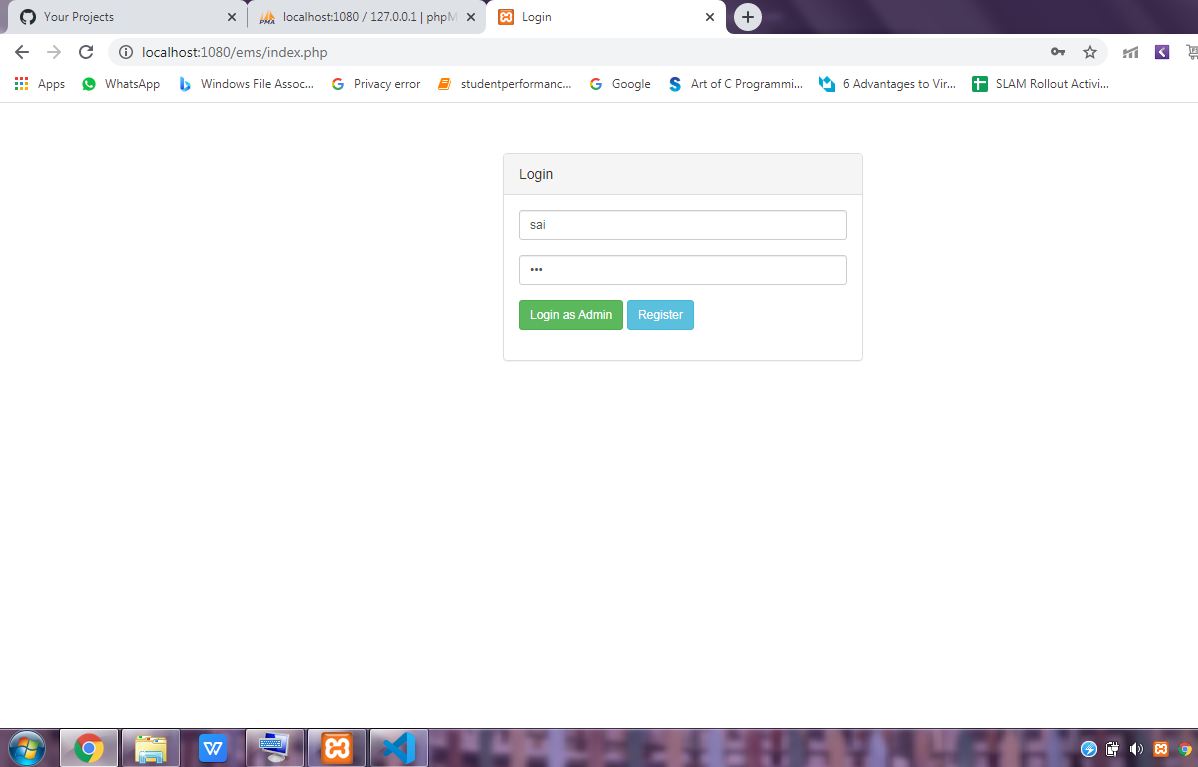 Your Projects
localhost:1080 / 127.0.0.1 | phpM
Login
localhost:1080/ems/index.php
Apps
WhatsApp
Windows File Assoc...
Privacy error
studentperformanc...
Google
Art of C Programmi...
6 Advantages to Vir...
SLAM Rollout Activi...
Login
sai
•••
Login as Admin
Register